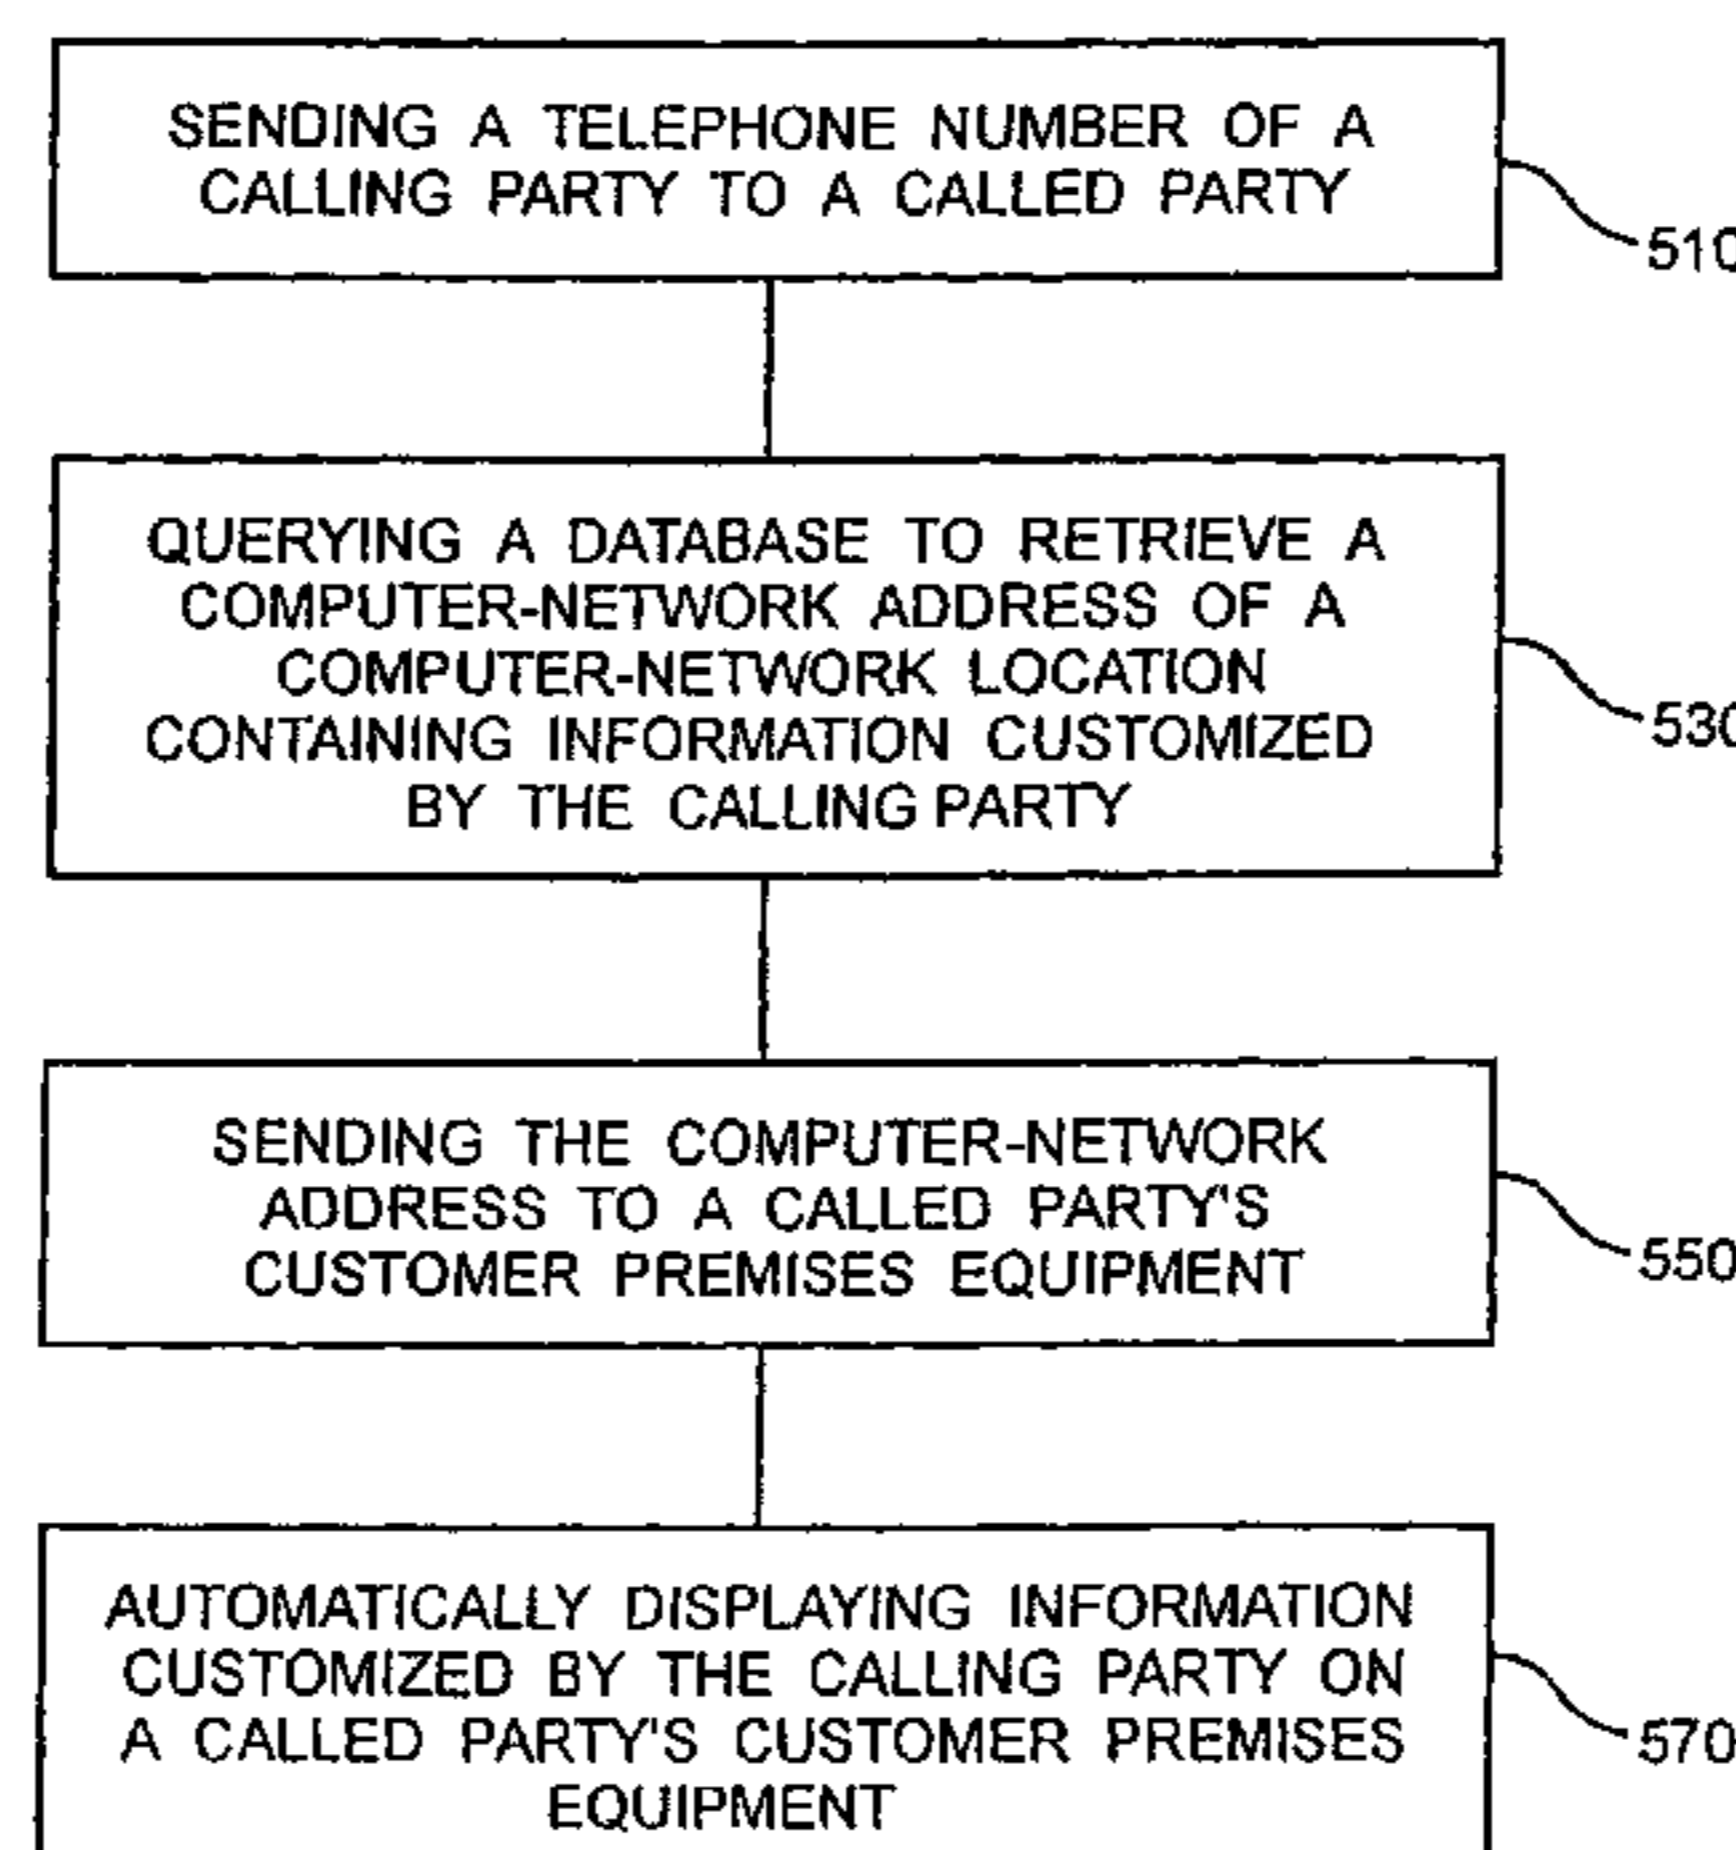 SENDING A TELEPHONE NUMBER OF A
CALLING PARTY TO A CALLED PARTY
510
QUERYING A DATABASE TO RETRIEVE A
COMPUTER-NETWORK ADDRESS OF A
COMPUTER-NETWORK LOCATION
CONTAINING INFORMATION CUSTOMIZED
BY THE CALLING PARTY
530
SENDING THE COMPUTER-NETWORK
ADDRESS TO A CALLED PARTY'S
CUSTOMER PREMISES EQUIPMENT
550
AUTOMATICALLY DISPLAYING INFORMATION
CUSTOMIZED BY THE CALLING PARTY ON
A CALLED PARTY'S CUSTOMER PREMISES
EQUIPMENT
570